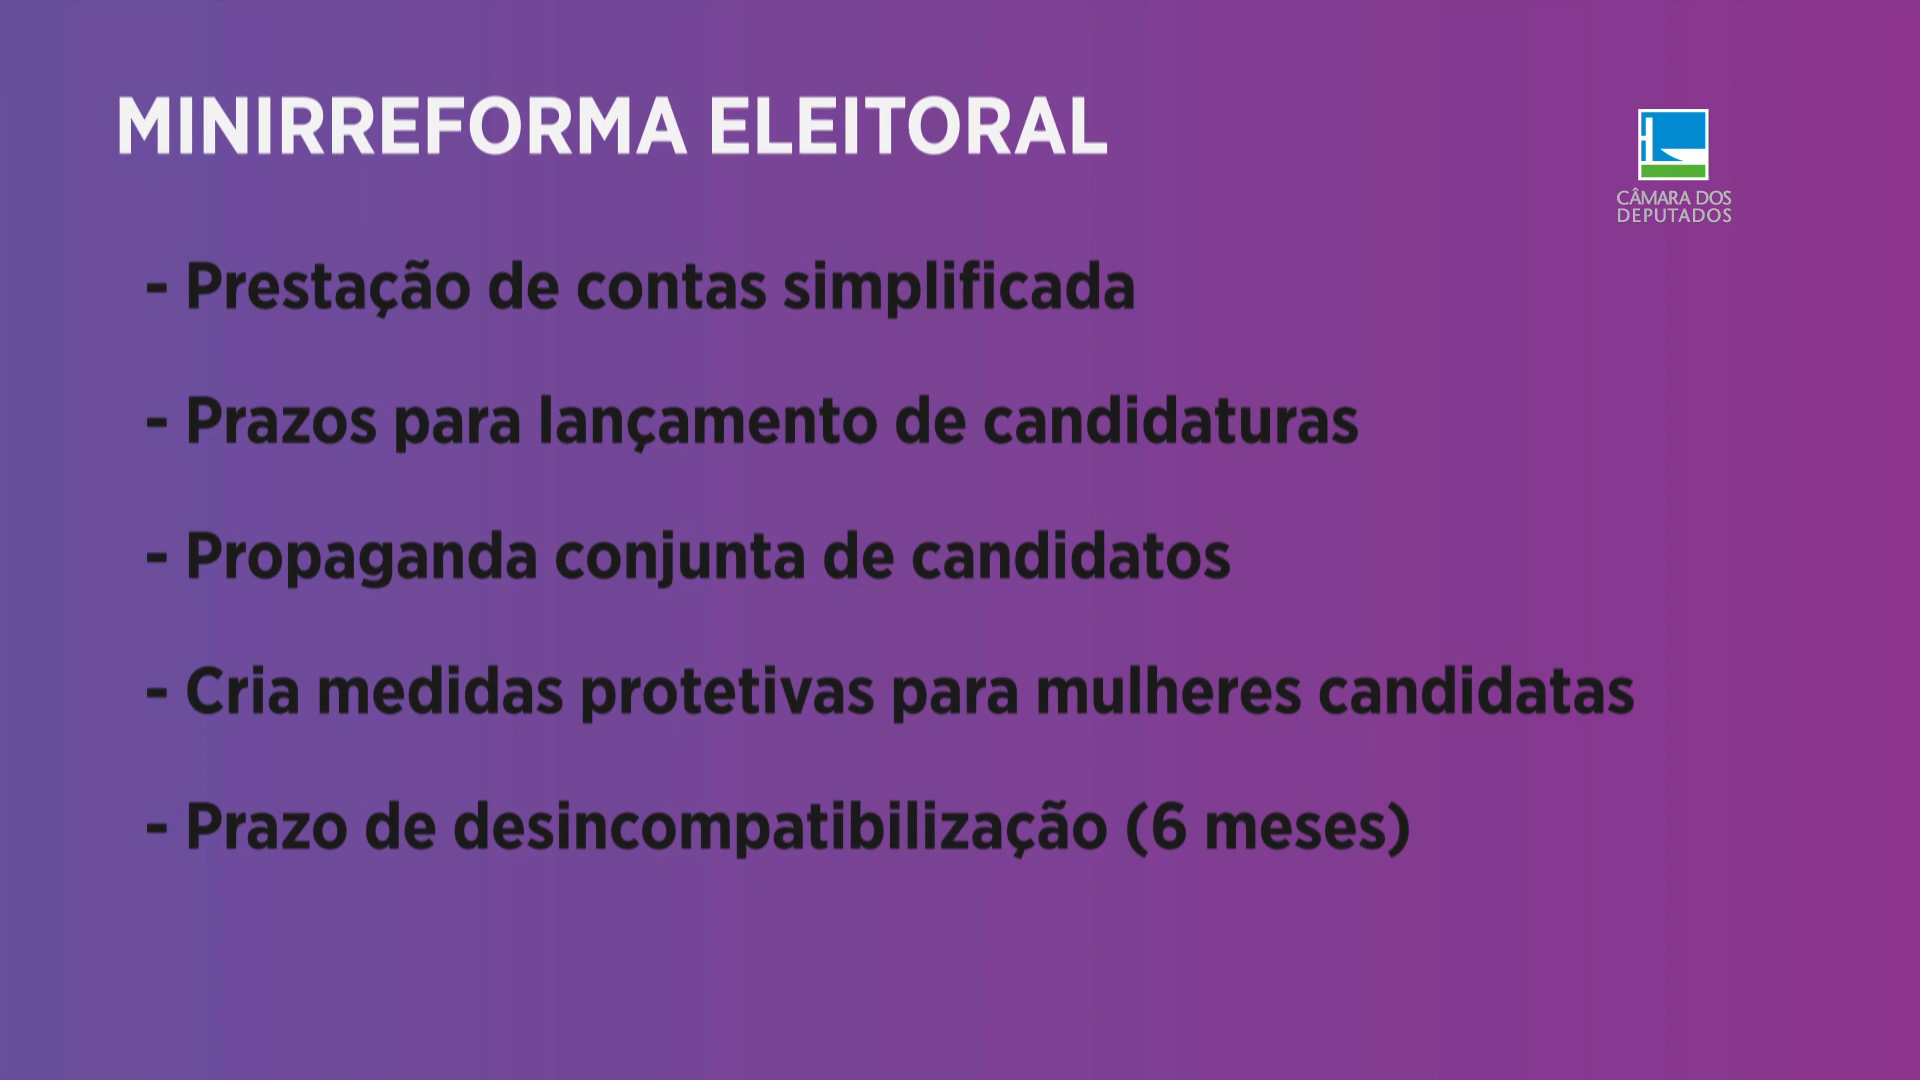 MINIRREFORMA ELEITORAL
CÂMARA DOS
DEPUTADOS
- Prestação de contas simplificada
- Prazos para lançamento de candidaturas
- Propaganda conjunta de candidatos
- Cria medidas protetivas para mulheres candidatas
- Prazo de desincompatibilização (6 meses)